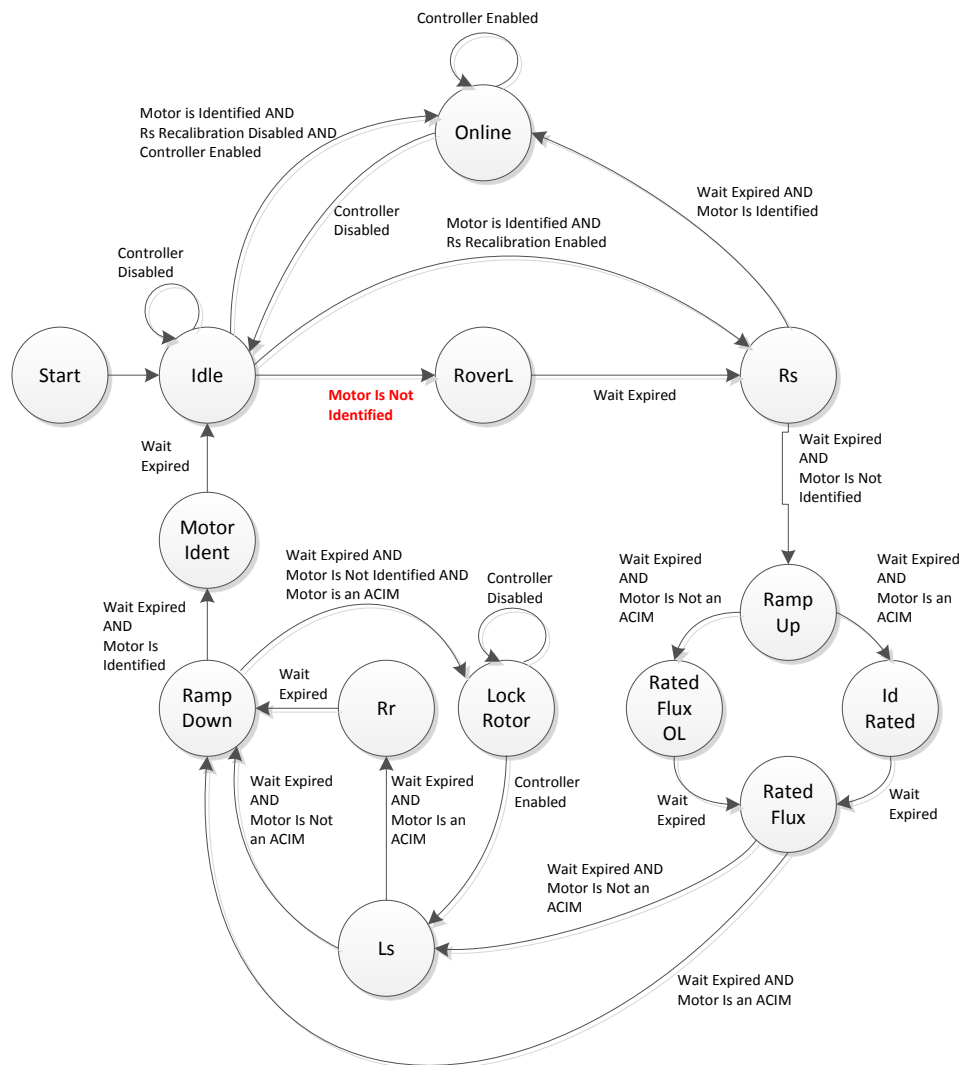 Controller Enabled
Online
Motor is Identified AND
Rs Recalibration Disabled AND
Controller Enabled
Wait Expired AND
Motor Is Identified
Controller
Disabled
Motor is Identified AND
Rs Recalibration Enabled
Controller
Disabled
Start
Idle
RoverL
Rs
Motor Is Not
Identified
Wait Expired
Wait
Expired
Wait Expired
AND
Motor Is Not
Identified
Motor
Ident
Wait Expired AND
Motor Is Not Identified AND
Motor is an ACIM
Controller
Disabled
Wait Expired
AND
Motor Is Not an
ACIM
Wait Expired
AND
Motor Is an
ACIM
Ramp
Up
Wait Expired
AND
Motor Is
Identified
Wait
Expired
Ramp
Down
Rr
Lock
Rotor
Rated
Flux
OL
Id
Rated
Wait Expired
AND
Motor Is Not
an ACIM
Wait Expired
AND
Motor Is an
ACIM
Controller
Enabled
Wait
Expired
Rated
Flux
Wait
Expired
Wait Expired AND
Motor Is Not an
ACIM
Ls
Wait Expired AND
Motor Is an ACIM